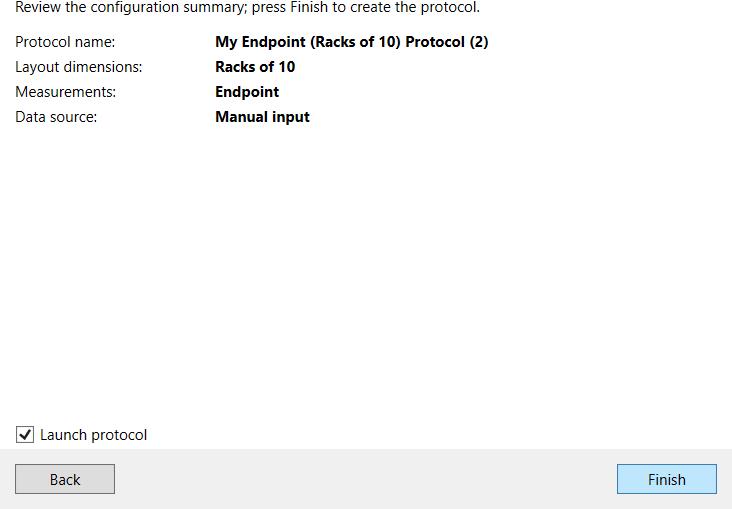 Review the configuration summary; press Finish to create the protocol.
Protocol name: My Endpoint (Racks of 10) Protocol (2)
Layout dimensions: Racks of 10
Measurements: Endpoint
Data source: Manual input
Launch protocol
Back Finish